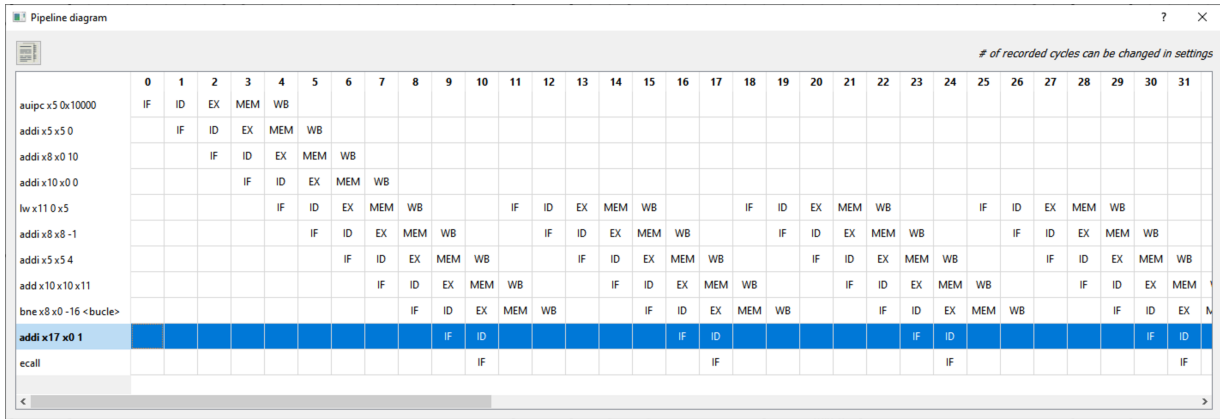 Pipeline diagram ? ×
# of recorded cycles can be changed in settings
0 1 2 3 4 5 6 7 8 9 10 11 12 13 14 15 16 17 18 19 20 21 22 23 24 25 26 27 28 29 30 31
auipc x5 0x10000 IF ID EX MEM WB
addi x5 x5 0 IF ID EX MEM WB
addi x8 x0 10 IF ID EX MEM WB
addi x10 x0 0 IF ID EX MEM WB
lw x11 0 x5 IF ID EX MEM WB IF ID EX MEM WB IF ID EX MEM WB IF ID EX MEM WB
addi x8 x8 -1 IF ID EX MEM WB IF ID EX MEM WB IF ID EX MEM WB IF ID EX MEM WB
addi x5 x5 4 IF ID EX MEM WB IF ID EX MEM WB IF ID EX MEM WB IF ID EX MEM WB
add x10 x10 x11 IF ID EX MEM WB IF ID EX MEM WB IF ID EX MEM WB IF ID EX MEM
bne x8 x0 -16 <bucle> IF ID EX MEM WB IF ID EX MEM WB IF ID EX MEM WB IF ID EX
addi x17 x0 1 IF ID IF ID IF ID IF ID
ecall IF IF IF IF